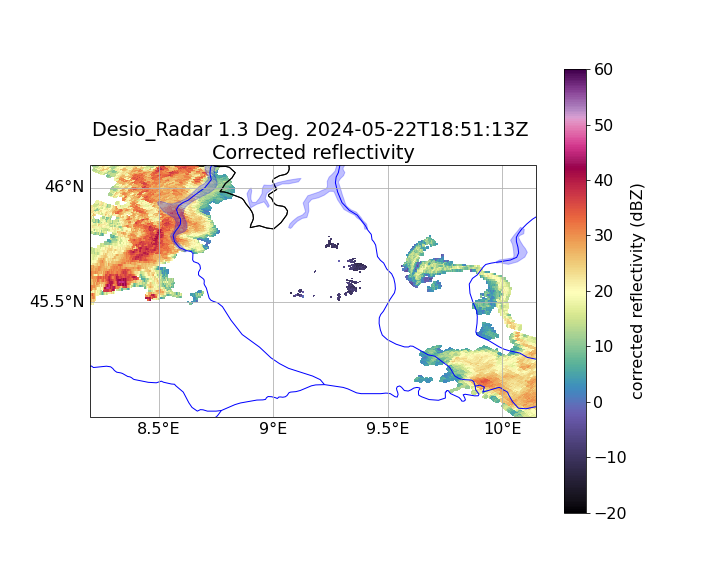 Desio_Radar 1.3 Deg. 2024-05-22T18:51:13Z
Corrected reflectivity
46°N
45.5°N
8.5°E
9°E
9.5°E
10°E
60
50
40
30
20
10
0
−10
−20
corrected reflectivity (dBZ)